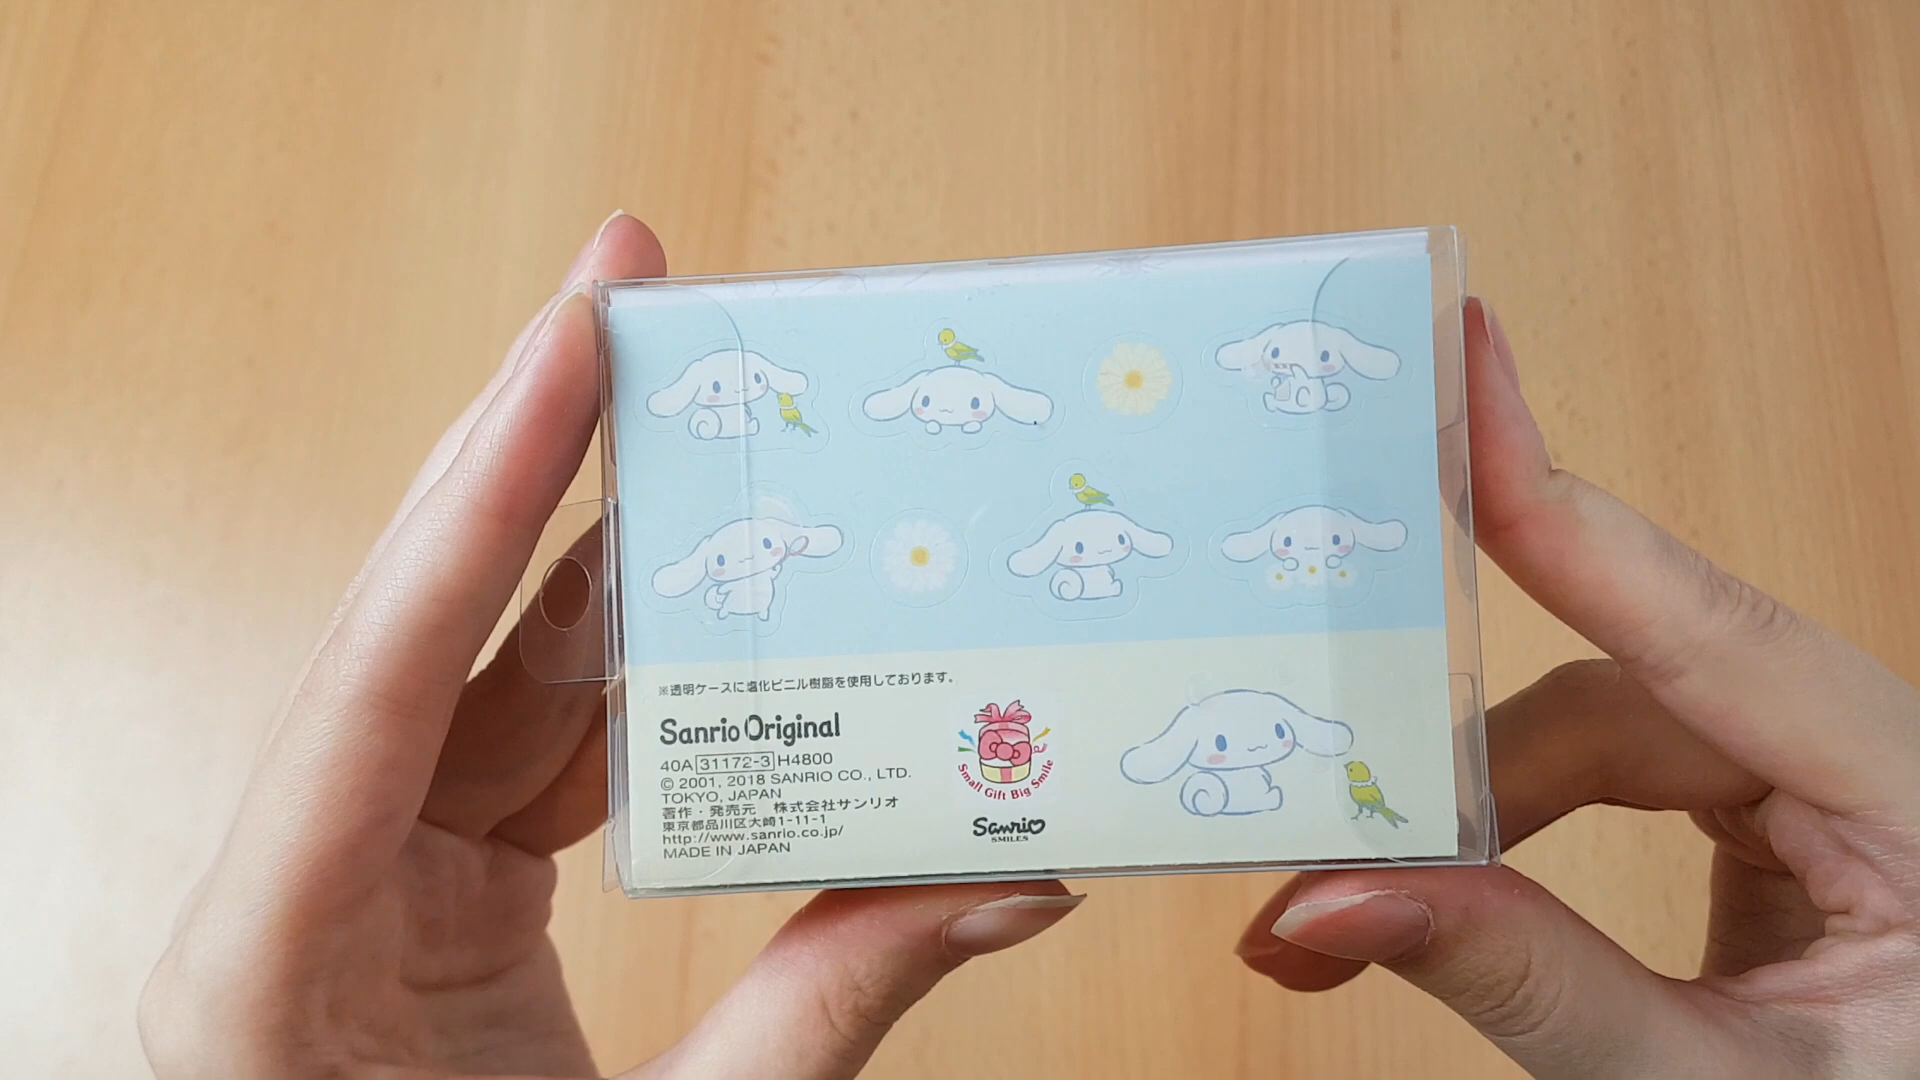 ※透明ケースに塩化ビニル樹脂を使用しております。
Sanrio Original
40A 31172-3 H4800
© 2001, 2018 SANRIO CO., LTD.
TOKYO, JAPAN
著作・発売元 株式会社サンリオ
東京都品川区大崎1-11-1
http://www.sanrio.co.jp/
MADE IN JAPAN
Small Gift Big Smile
Sanrio
SMILES